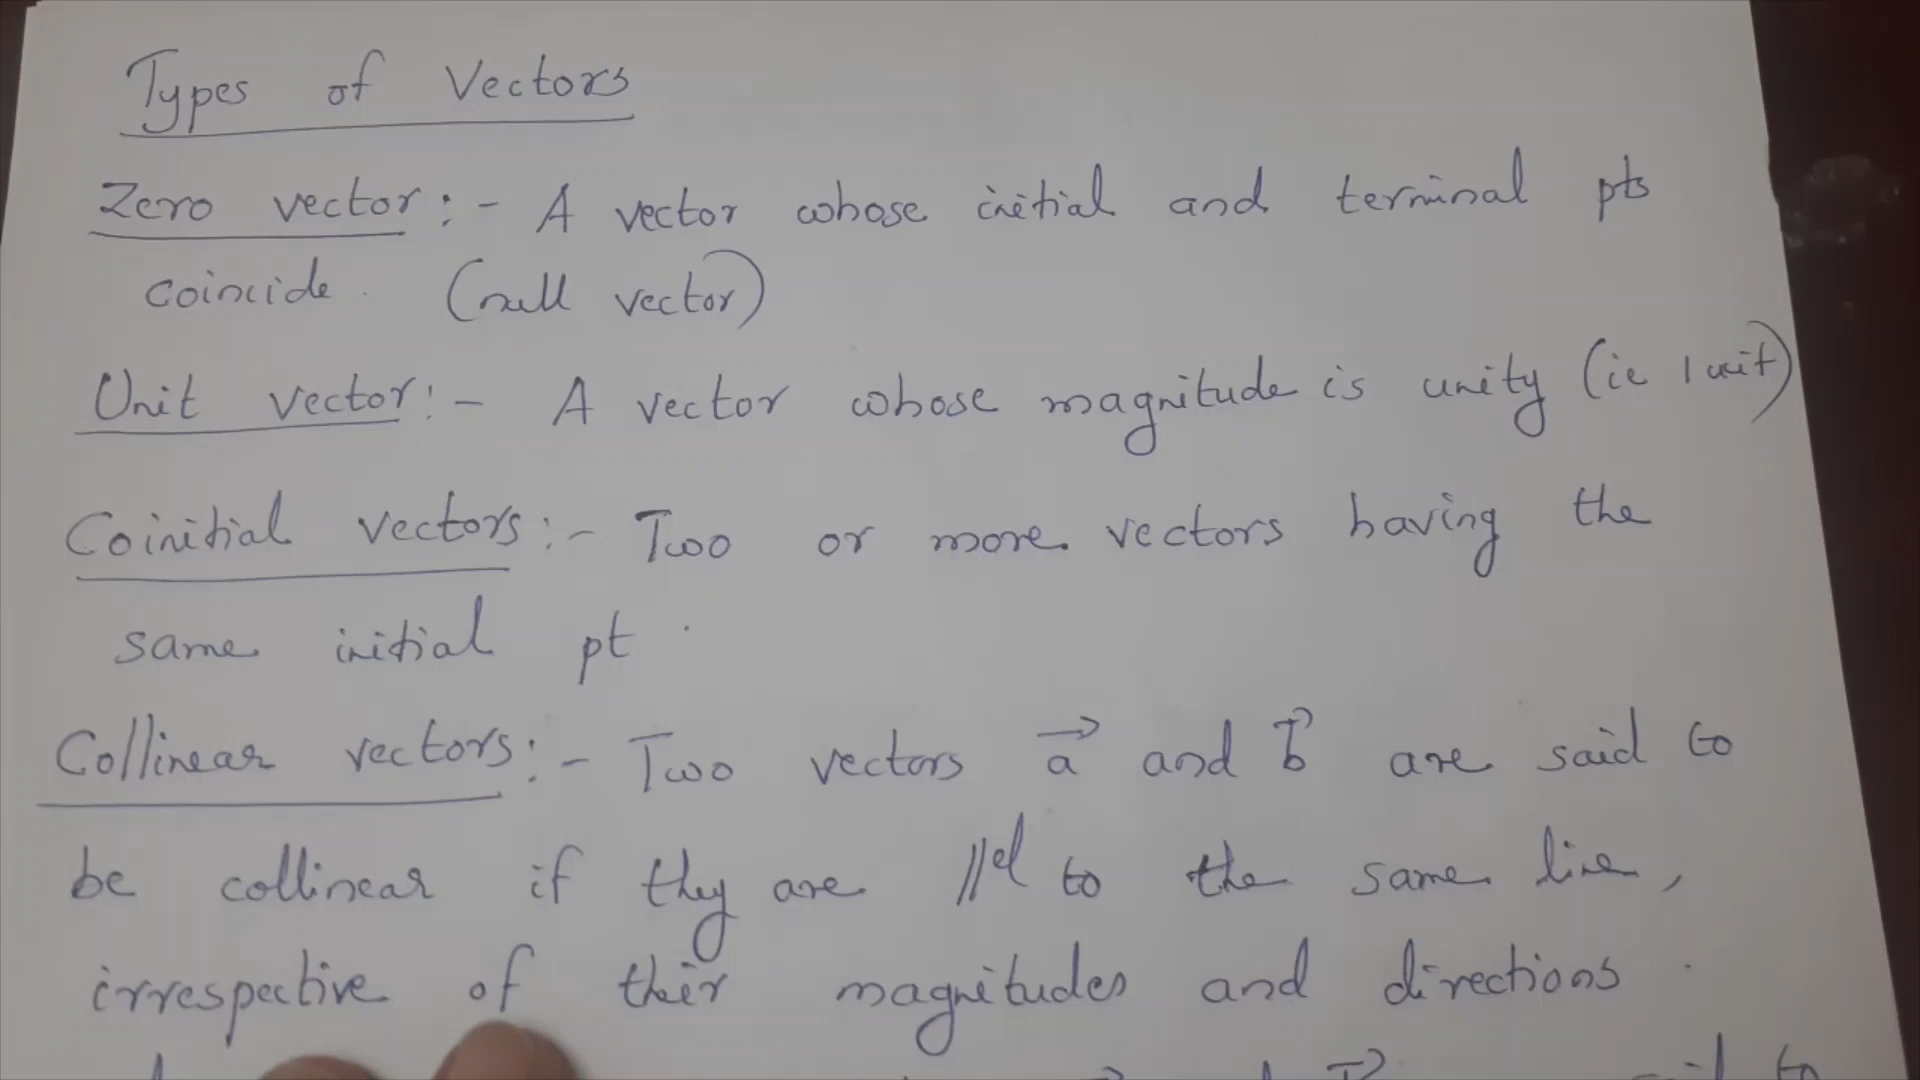 Types of Vectors
Zero vector :- A vector whose initial and terminal pts
coincide. (null vector)
Unit vector :- A vector whose magnitude is unity (ie 1 unit)
Coinitial vectors :- Two or more vectors having the
same initial pt.
Collinear vectors :- Two vectors a⃗ and b⃗ are said to
be collinear if they are ||el to the same line,
irrespective of their magnitudes and directions.